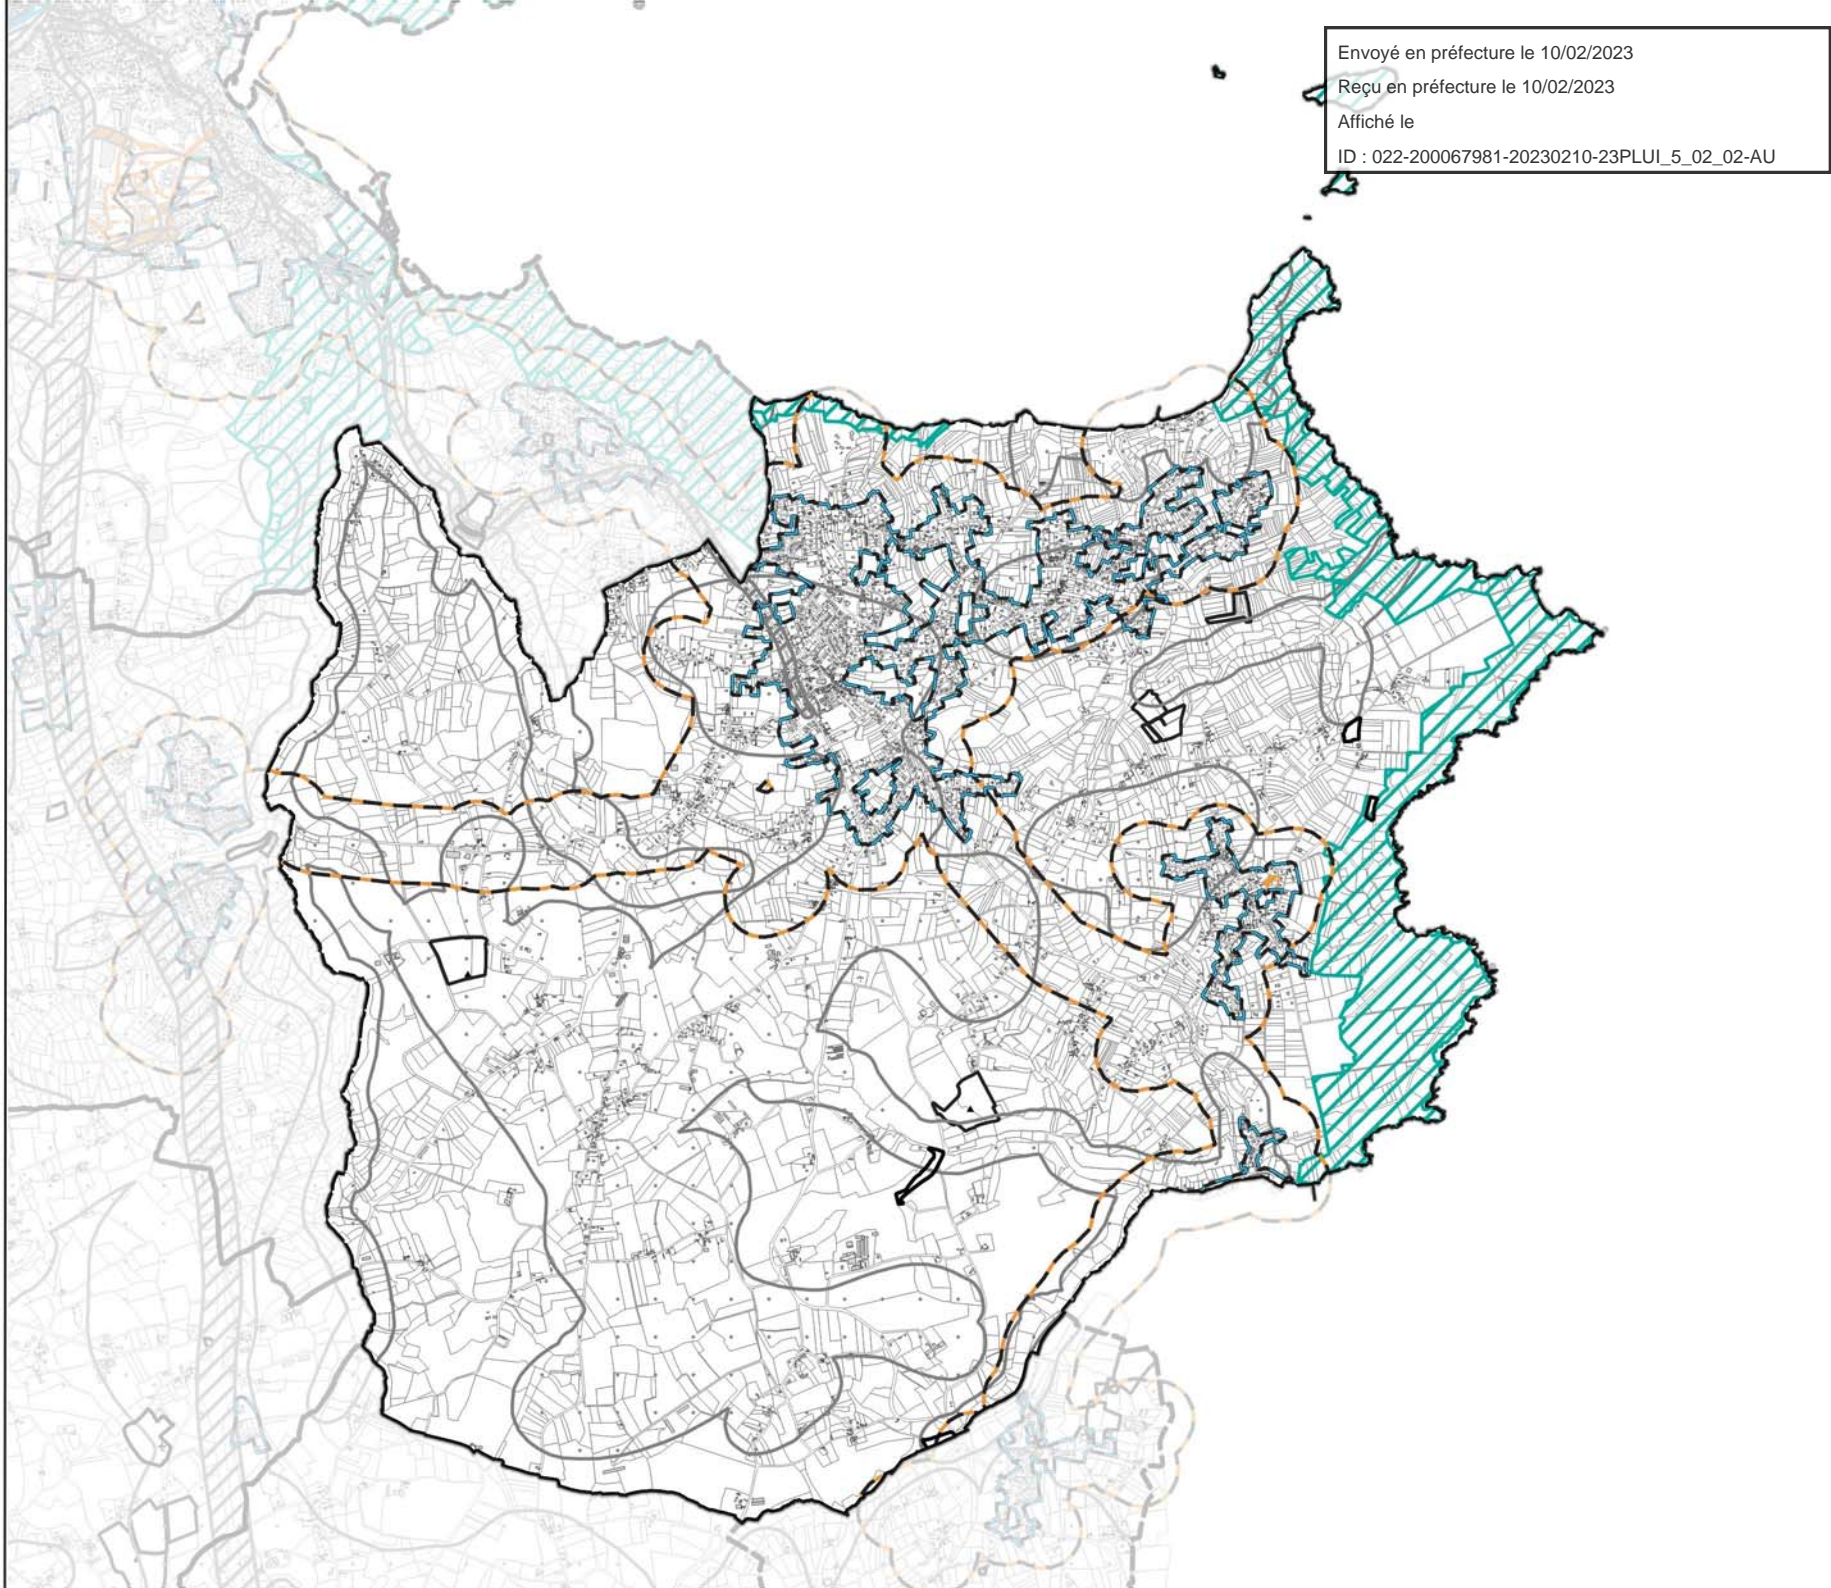 Envoyé en préfecture le 10/02/2023
Reçu en préfecture le 10/02/2023
Affiché le
ID : 022-200067981-20230210-23PLUI_5_02_02-AU